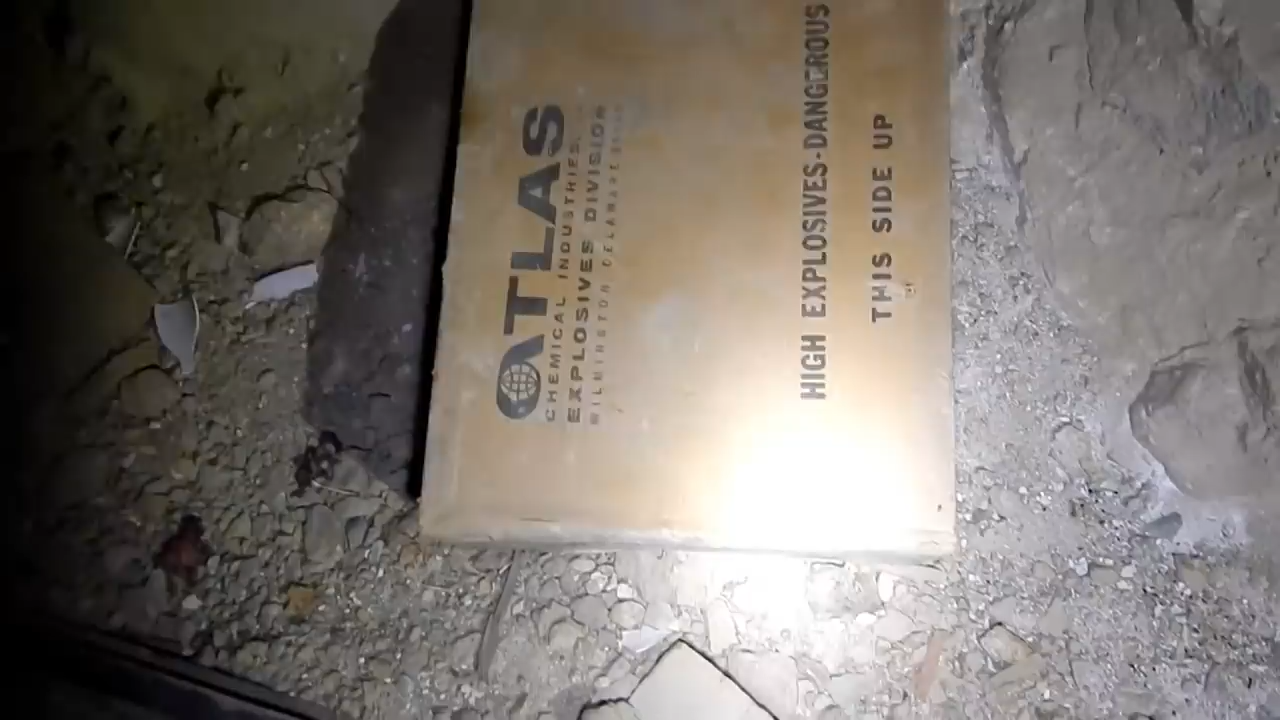 ATLAS
CHEMICAL INDUSTRIES,
EXPLOSIVES DIVISION
WILMINGTON, DELAWARE
HIGH EXPLOSIVES-DANGEROUS
THIS SIDE UP